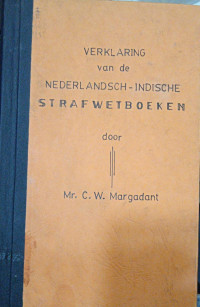 VERKLARING
van de
NEDERLANDSCH-INDISCHE
STRAFWETBOEKEN
door
Mr. C. W. Margadant